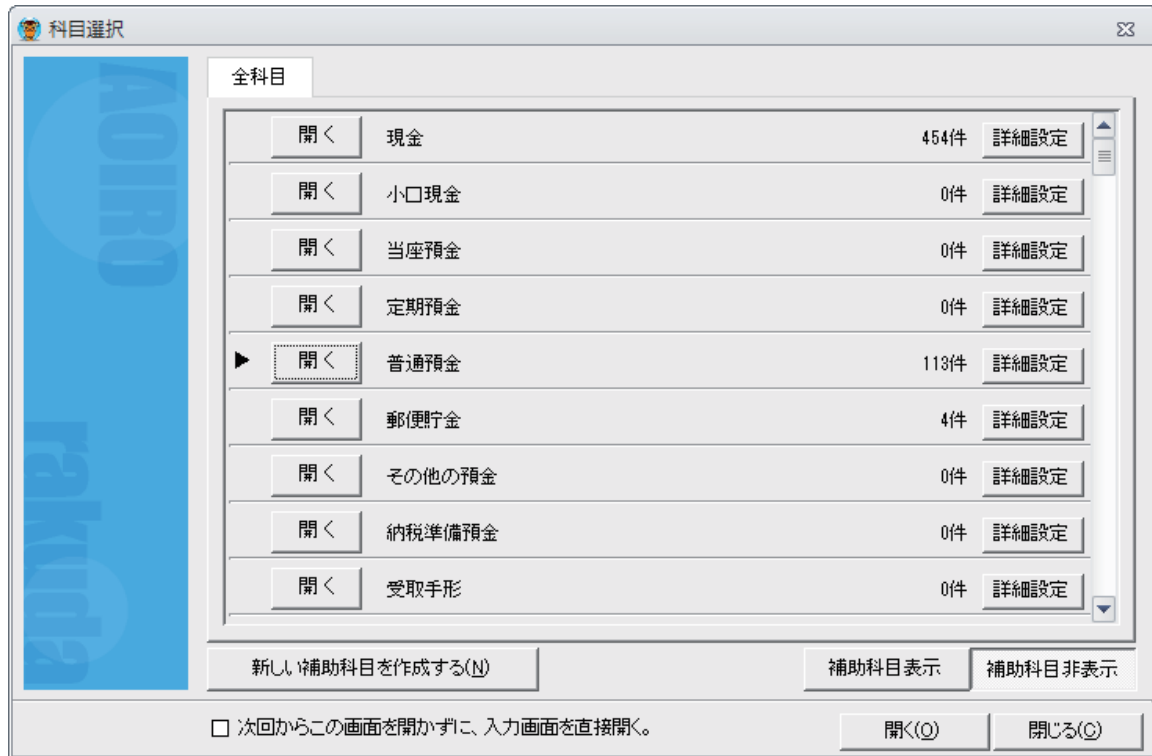 科目選択
AOIRO
rakuda
全科目
開く 現金 454件 詳細設定
開く 小口現金 0件 詳細設定
開く 当座預金 0件 詳細設定
開く 定期預金 0件 詳細設定
開く 普通預金 113件 詳細設定
開く 郵便貯金 4件 詳細設定
開く その他の預金 0件 詳細設定
開く 納税準備預金 0件 詳細設定
開く 受取手形 0件 詳細設定
新しい補助科目を作成する(N) 補助科目表示 補助科目非表示
次回からこの画面を開かずに、入力画面を直接開く。 開く(O) 閉じる(C)